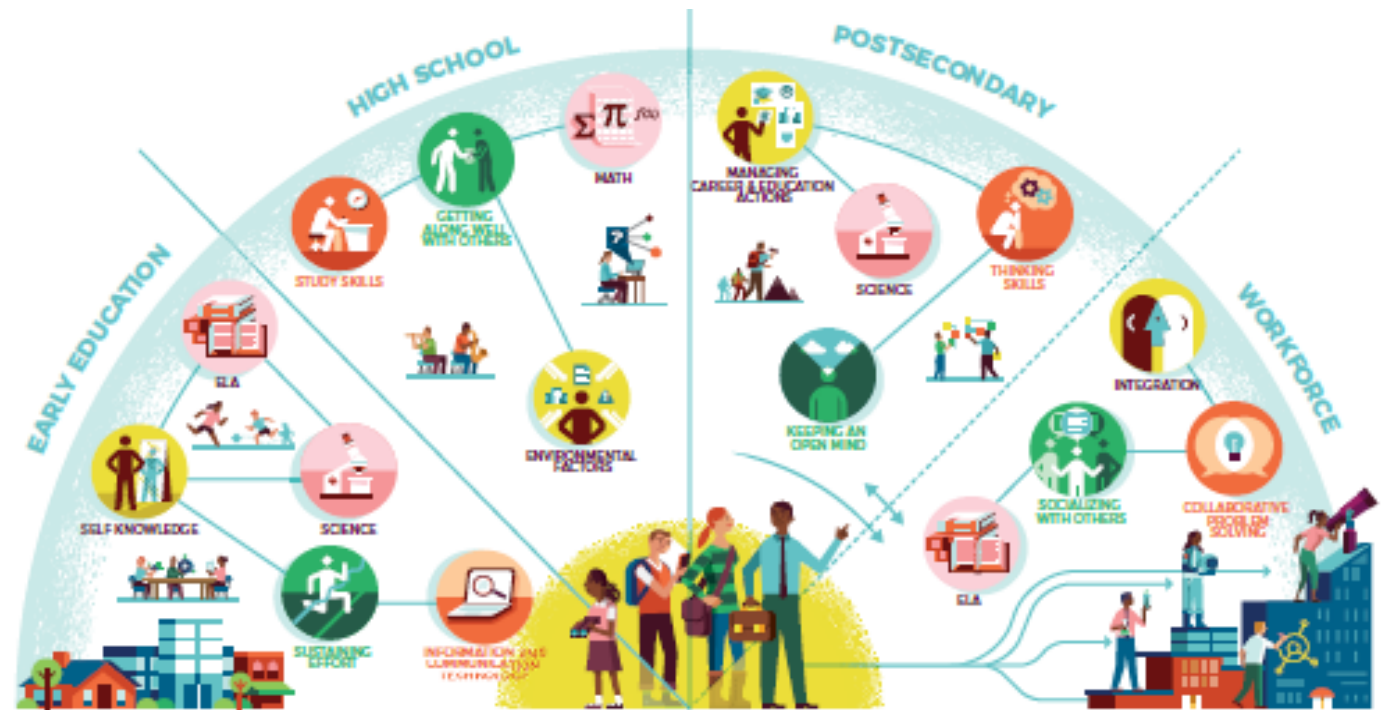 EARLY EDUCATION
ELA
SELF KNOWLEDGE
SCIENCE
SUSTAINING
EFFORT
INFORMATION AND
COMMUNICATION
TECHNOLOGY
HIGH SCHOOL
STUDY SKILLS
GETTING
ALONG WELL
WITH OTHERS
MATH
Σ π f(x)
?
ENVIRONMENTAL
FACTORS
POSTSECONDARY
MANAGING
CAREER & EDUCATION
ACTIONS
SCIENCE
THINKING
SKILLS
KEEPING AN
OPEN MIND
WORKFORCE
INTEGRATION
SOCIALIZING
WITH OTHERS
COLLABORATIVE
PROBLEM
SOLVING
ELA